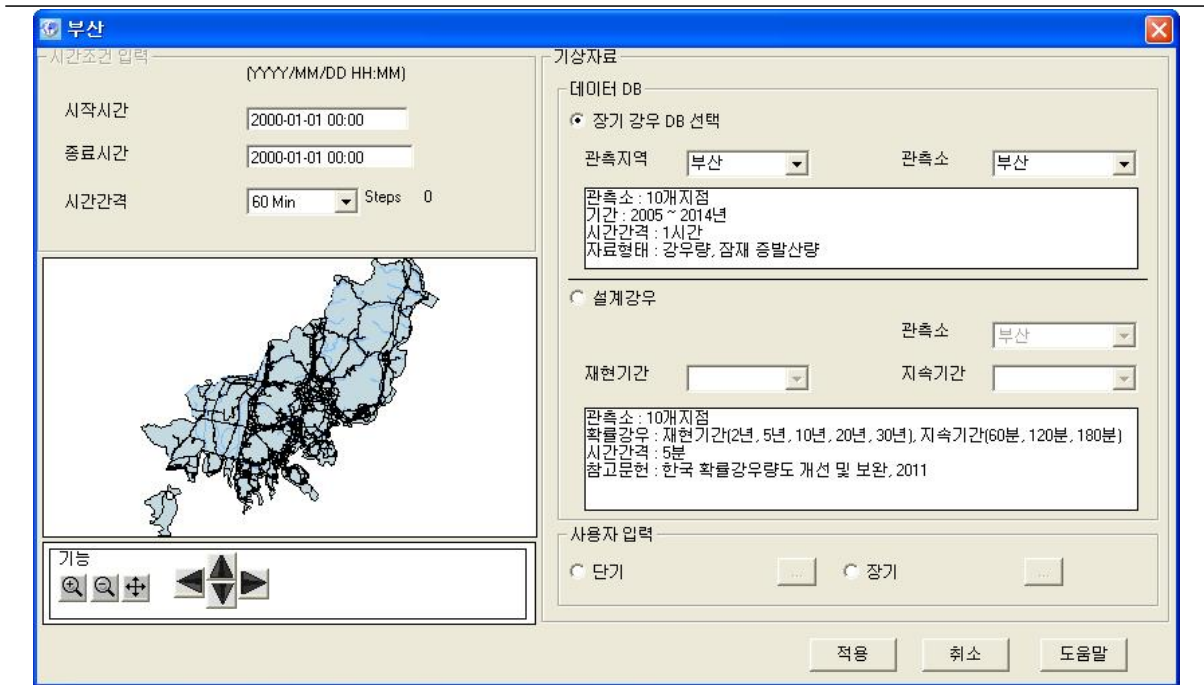 부산
시간조건 입력
(YYYY/MM/DD HH:MM)
시작시간 2000-01-01 00:00
종료시간 2000-01-01 00:00
시간간격 60 Min Steps 0
기능
기상자료
데이터 DB
장기 강우 DB 선택
관측지역 부산 관측소 부산
관측소 : 10개지점
기간 : 2005 ~ 2014년
시간간격 : 1시간
자료형태 : 강우량, 잠재 증발산량
설계강우
관측소 부산
재현기간 지속기간
관측소 : 10개지점
확률강우 : 재현기간(2년, 5년, 10년, 20년, 30년), 지속기간(60분, 120분, 180분)
시간간격 : 5분
참고문헌 : 한국 확률강우량도 개선 및 보완, 2011
사용자 입력
단기 ... 장기 ...
적용 취소 도움말